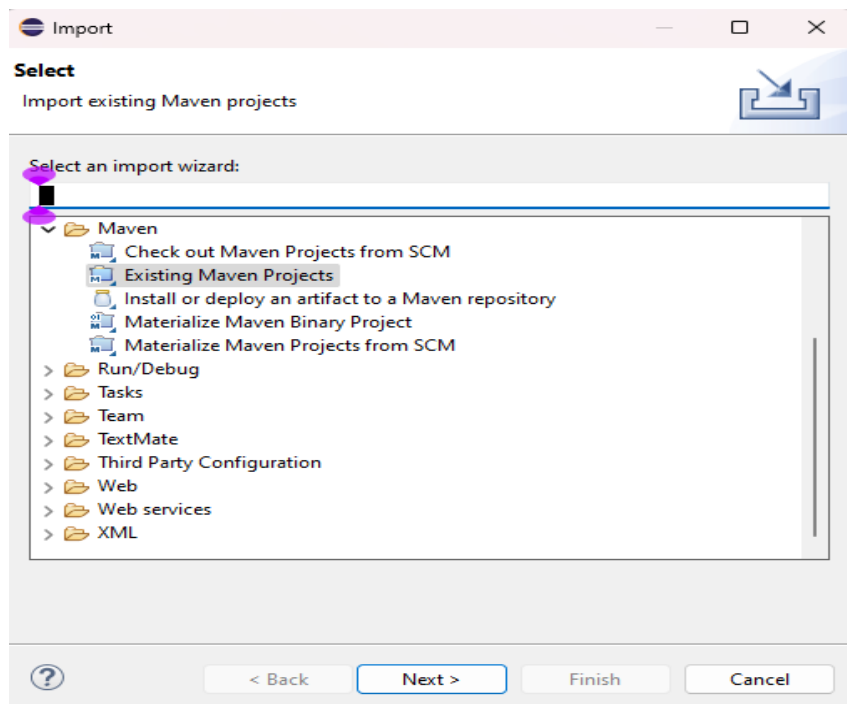 Import
Select
Import existing Maven projects
Select an import wizard:
Maven
Check out Maven Projects from SCM
Existing Maven Projects
Install or deploy an artifact to a Maven repository
Materialize Maven Binary Project
Materialize Maven Projects from SCM
Run/Debug
Tasks
Team
TextMate
Third Party Configuration
Web
Web services
XML
? < Back Next > Finish Cancel